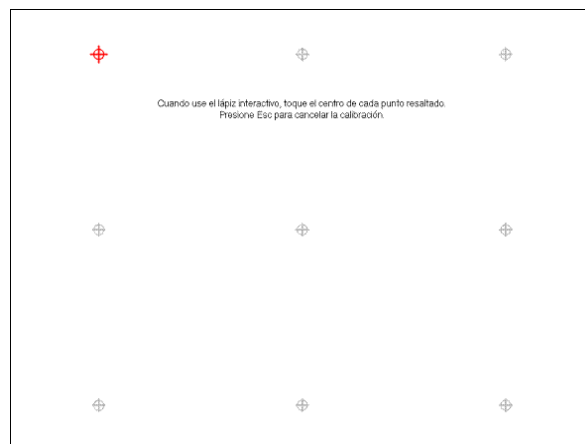 Cuando use el lápiz interactivo, toque el centro de cada punto resaltado.
Presione Esc para cancelar la calibración.